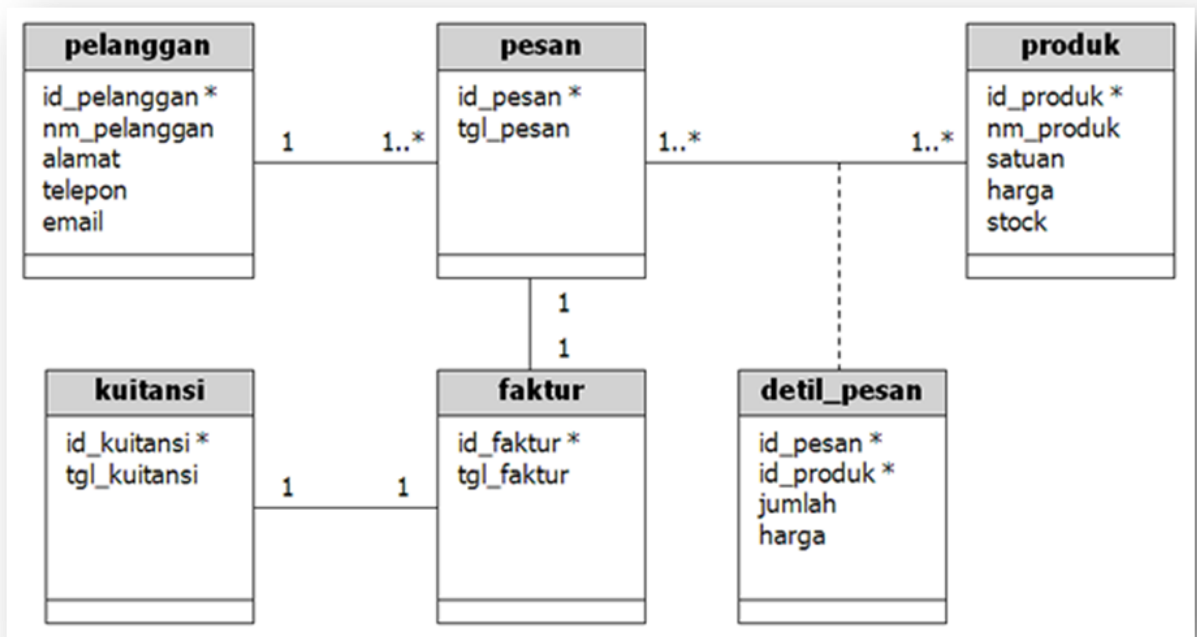 pelanggan
id_pelanggan *
nm_pelanggan
alamat
telepon
email
1
1..*
pesan
id_pesan *
tgl_pesan
1..*
1..*
produk
id_produk *
nm_produk
satuan
harga
stock
1
1
kuitansi
id_kuitansi *
tgl_kuitansi
1
1
faktur
id_faktur *
tgl_faktur
detil_pesan
id_pesan *
id_produk *
jumlah
harga